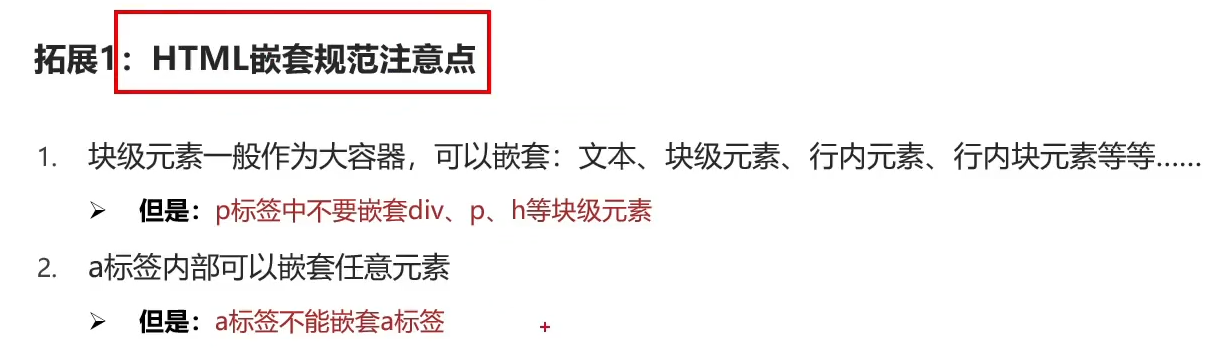 拓展1：HTML嵌套规范注意点
1. 块级元素一般作为大容器，可以嵌套：文本、块级元素、行内元素、行内块元素等等……
➢ 但是：p标签中不要嵌套div、p、h等块级元素
2. a标签内部可以嵌套任意元素
➢ 但是：a标签不能嵌套a标签